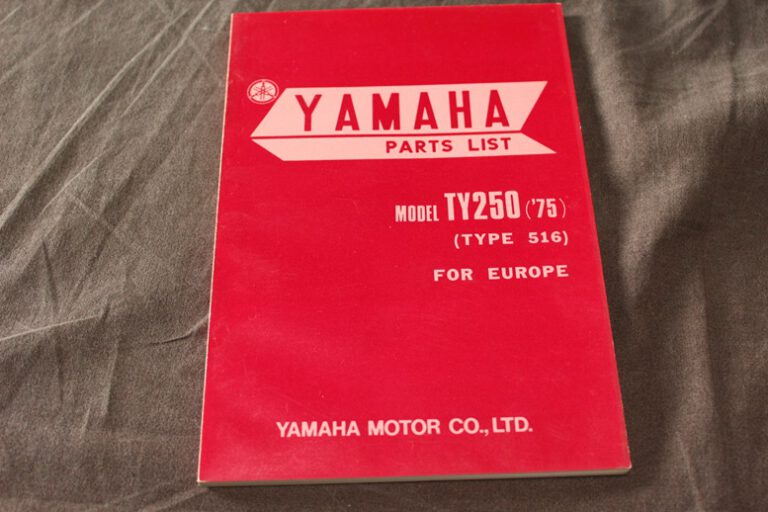 YAMAHA
PARTS LIST
MODEL TY250 ('75)
(TYPE 516)
FOR EUROPE
YAMAHA MOTOR CO., LTD.